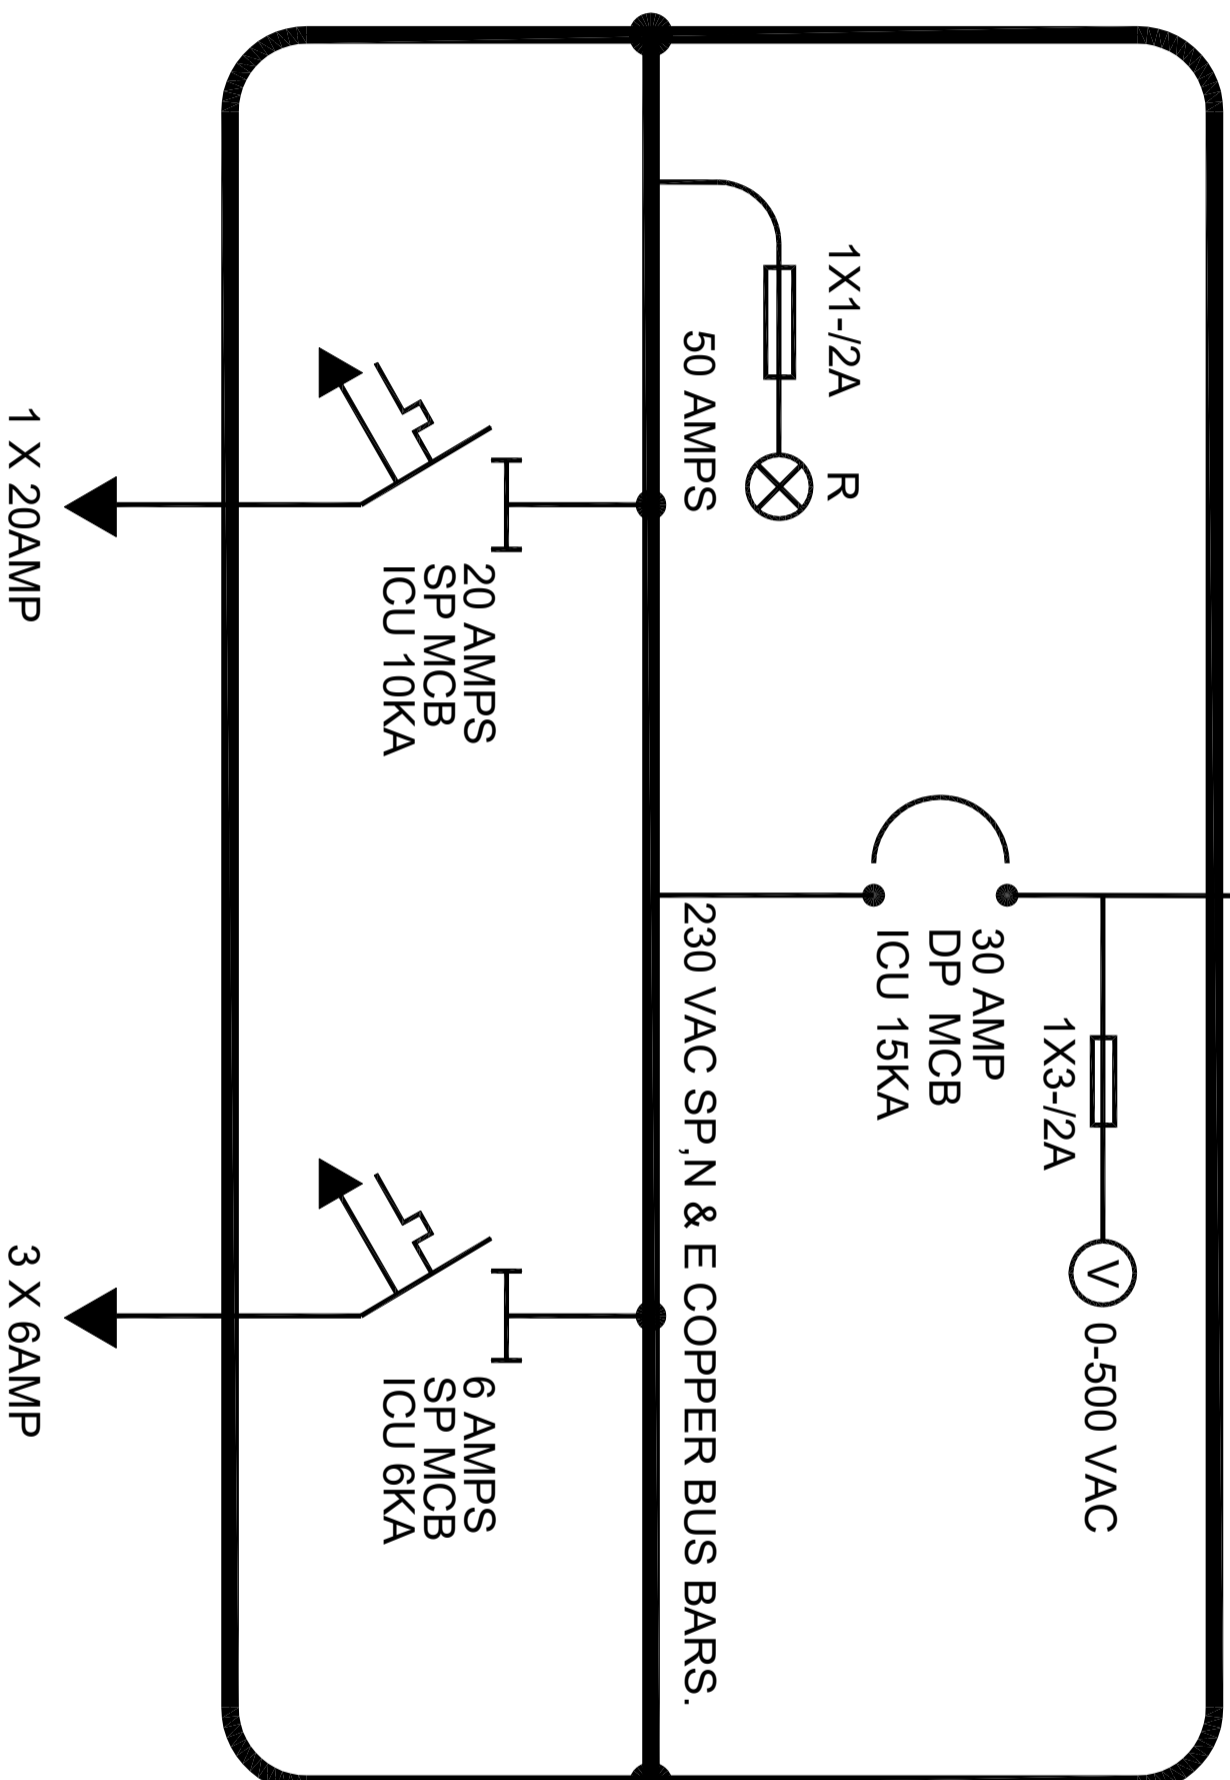 1X3-/2A
V 0-500 VAC
30 AMP
DP MCB
ICU 15KA
1X1-/2A R
50 AMPS
230 VAC SP,N & E COPPER BUS BARS.
20 AMPS
SP MCB
ICU 10KA
6 AMPS
SP MCB
ICU 6KA
1 X 20AMP
3 X 6AMP